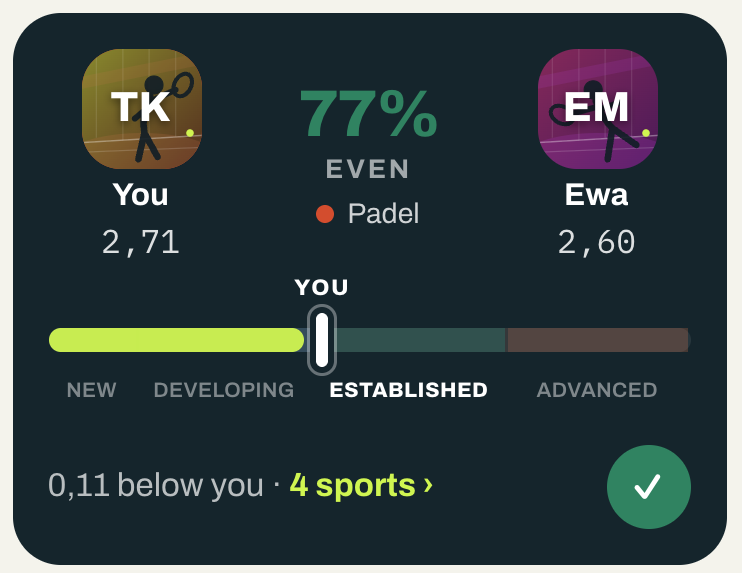 TK
You
2,71
77%
EVEN
Padel
EM
Ewa
2,60
YOU
NEW DEVELOPING ESTABLISHED ADVANCED
0,11 below you · 4 sports ›